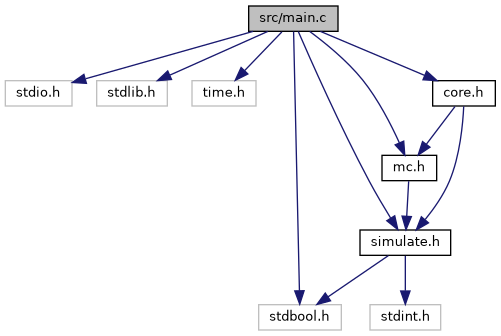 src/main.c
stdio.h
stdlib.h
time.h
core.h
mc.h
simulate.h
stdbool.h
stdint.h